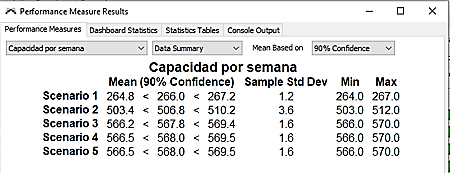 Performance Measure Results
Performance Measures Dashboard Statistics Statistics Tables Console Output
Capacidad por semana Data Summary Mean Based on 90% Confidence
Capacidad por semana
Mean (90% Confidence) Sample Std Dev Min Max
Scenario 1 264.8 < 266.0 < 267.2 1.2 264.0 267.0
Scenario 2 503.4 < 506.8 < 510.2 3.6 503.0 512.0
Scenario 3 566.2 < 567.8 < 569.4 1.6 566.0 570.0
Scenario 4 566.5 < 568.0 < 569.5 1.6 566.0 570.0
Scenario 5 566.5 < 568.0 < 569.5 1.6 566.0 570.0